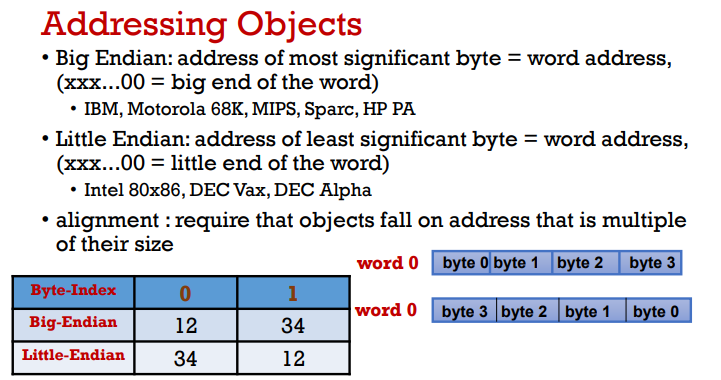 Addressing Objects
• Big Endian: address of most significant byte = word address,
(xxx...00 = big end of the word)
• IBM, Motorola 68K, MIPS, Sparc, HP PA
• Little Endian: address of least significant byte = word address,
(xxx...00 = little end of the word)
• Intel 80x86, DEC Vax, DEC Alpha
• alignment : require that objects fall on address that is multiple
of their size
word 0 byte 0 byte 1 byte 2 byte 3
Byte-Index 0 1
word 0 byte 3 byte 2 byte 1 byte 0
Big-Endian 12 34
Little-Endian 34 12